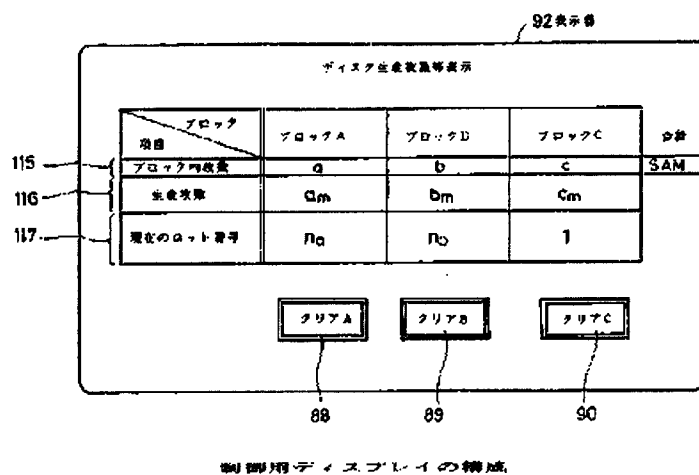 92表示器
ディスク生産枚数等表示
ブロック
項目
ブロックA
ブロックB
ブロックC
合計
115
ブロック内枚数
a
b
c
SAM
116
生産枚数
am
bm
cm
117
現在のロット番号
na
nb
1
クリアA
クリアB
クリアC
88
89
90
制御用ディスプレイの構成